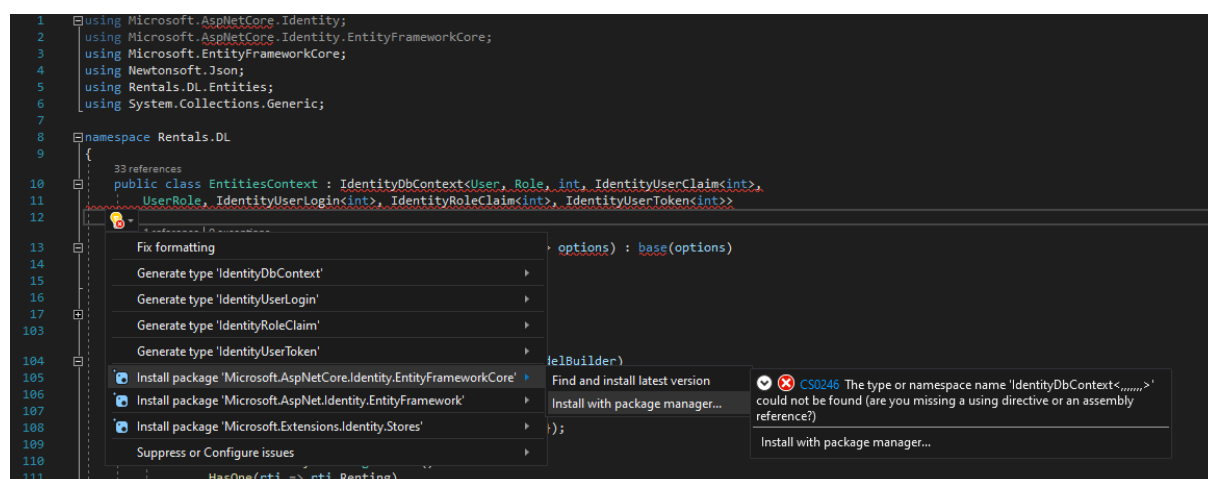 1 using Microsoft.AspNetCore.Identity;
2 using Microsoft.AspNetCore.Identity.EntityFrameworkCore;
3 using Microsoft.EntityFrameworkCore;
4 using Newtonsoft.Json;
5 using Rentals.DL.Entities;
6 using System.Collections.Generic;
7
8 namespace Rentals.DL
9 {
33 references
10 public class EntitiesContext : IdentityDbContext<User, Role, int, IdentityUserClaim<int>,
11 UserRole, IdentityUserLogin<int>, IdentityRoleClaim<int>, IdentityUserToken<int>>
12
13 Fix formatting > options) : base(options)
14
Generate type 'IdentityDbContext'
15
16 Generate type 'IdentityUserLogin'
17 Generate type 'IdentityRoleClaim'
103
Generate type 'IdentityUserToken'
104 delBuilder)
105 Install package 'Microsoft.AspNetCore.Identity.EntityFrameworkCore' Find and install latest version
CS0246 The type or namespace name 'IdentityDbContext<,,,,,,,>'
106 Install package 'Microsoft.AspNet.Identity.EntityFramework' Install with package manager...
could not be found (are you missing a using directive or an assembly
107
reference?)
108 Install package 'Microsoft.Extensions.Identity.Stores' );
Install with package manager...
109
110 Suppress or Configure issues
111 HasOne(rti => rti.Renting)